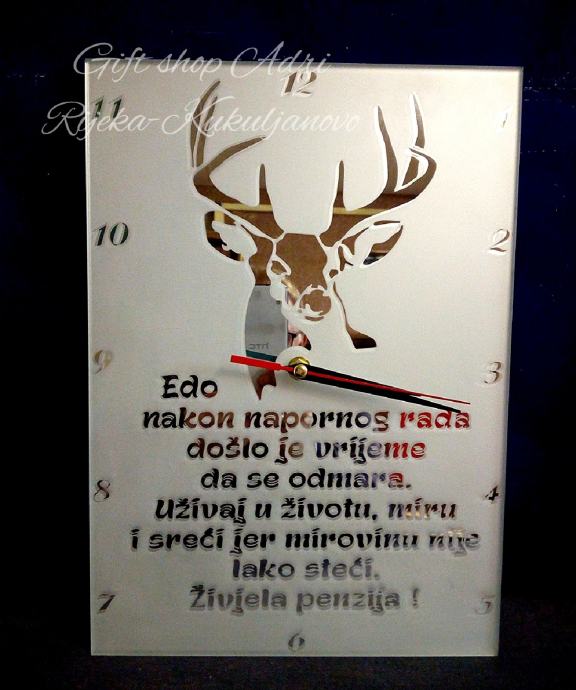 Gift shop Adri
Rijeka-Kukuljanovo
12
11
1
10
2
9
3
8
4
7
5
6
Edo
nakon napornog rada
došlo je vrijeme
da se odmara.
Uživaj u životu, miru
i sreći jer mirovinu nije
lako steći.
Živjela penzija !
hTC